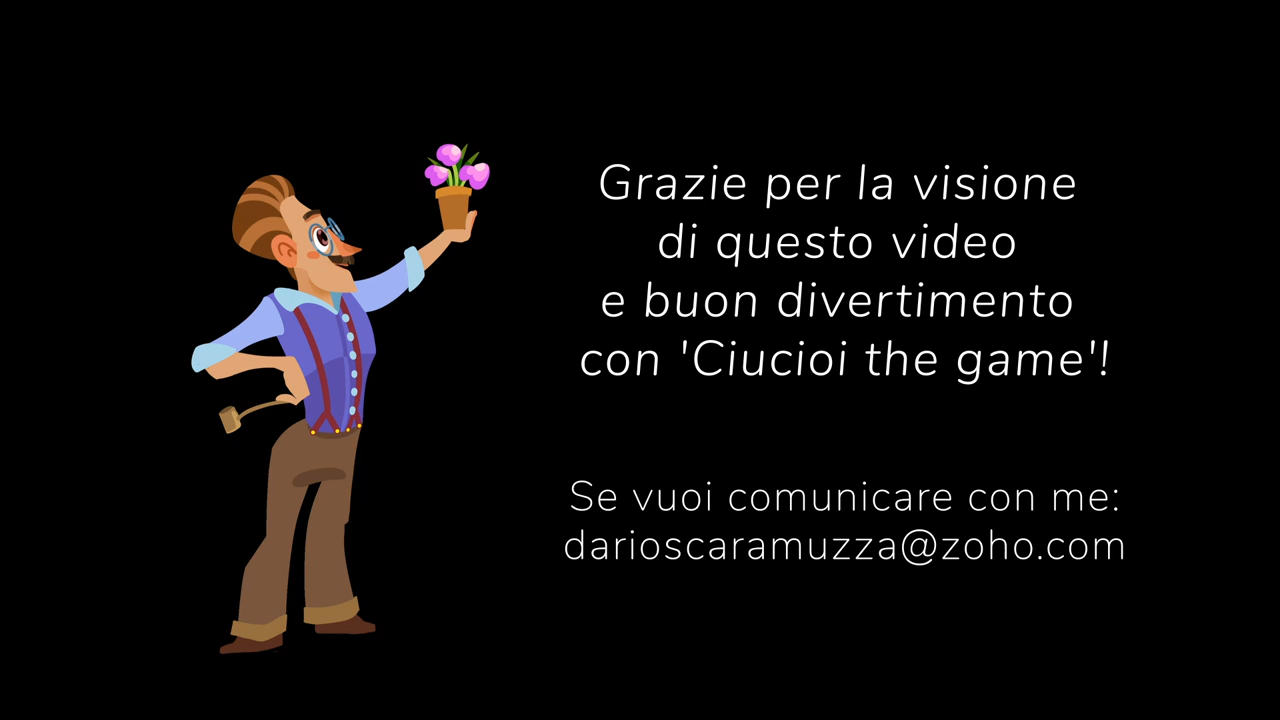 Grazie per la visione
di questo video
e buon divertimento
con 'Ciucioi the game'!
Se vuoi comunicare con me:
darioscaramuzza@zoho.com